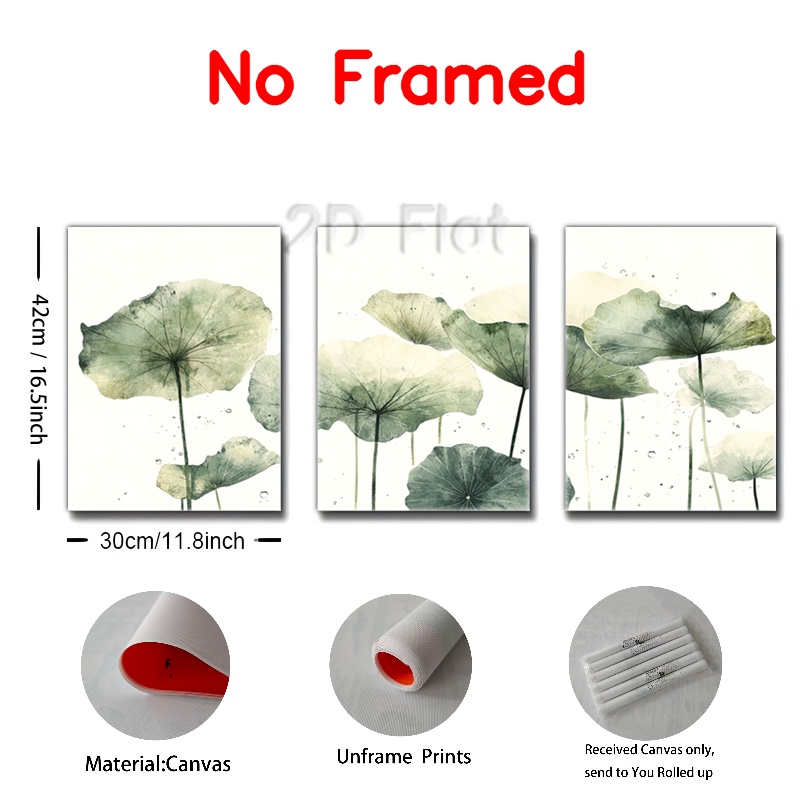 No Framed
2D Flat
42cm / 16.5inch
30cm/11.8inch
Material:Canvas
Unframe Prints
Received Canvas only,
send to You Rolled up